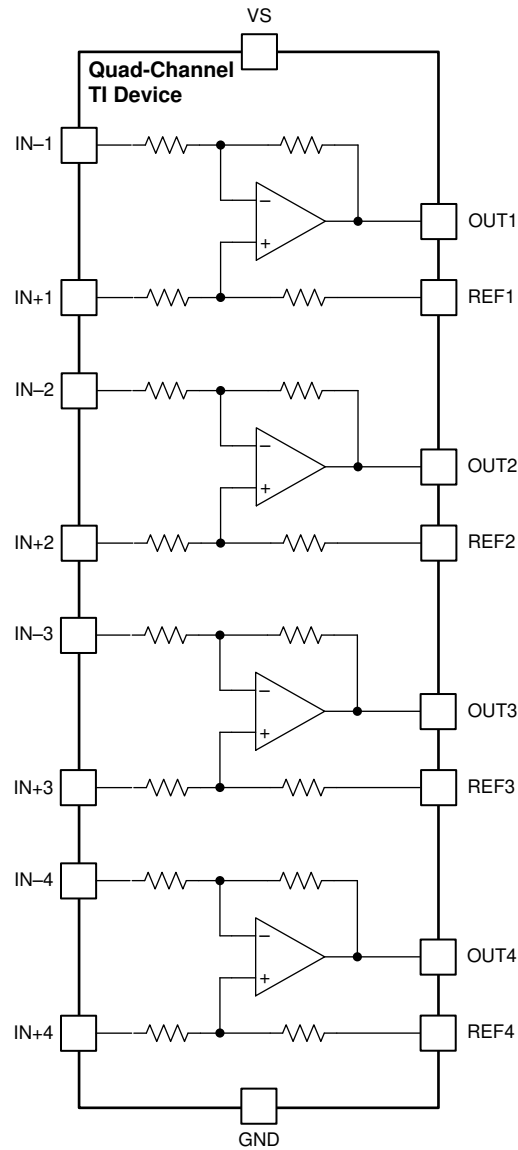 VS
Quad-Channel
TI Device
IN–1
−
+
OUT1
IN+1
REF1
IN–2
−
+
OUT2
IN+2
REF2
IN–3
−
+
OUT3
IN+3
REF3
IN–4
−
+
OUT4
IN+4
REF4
GND